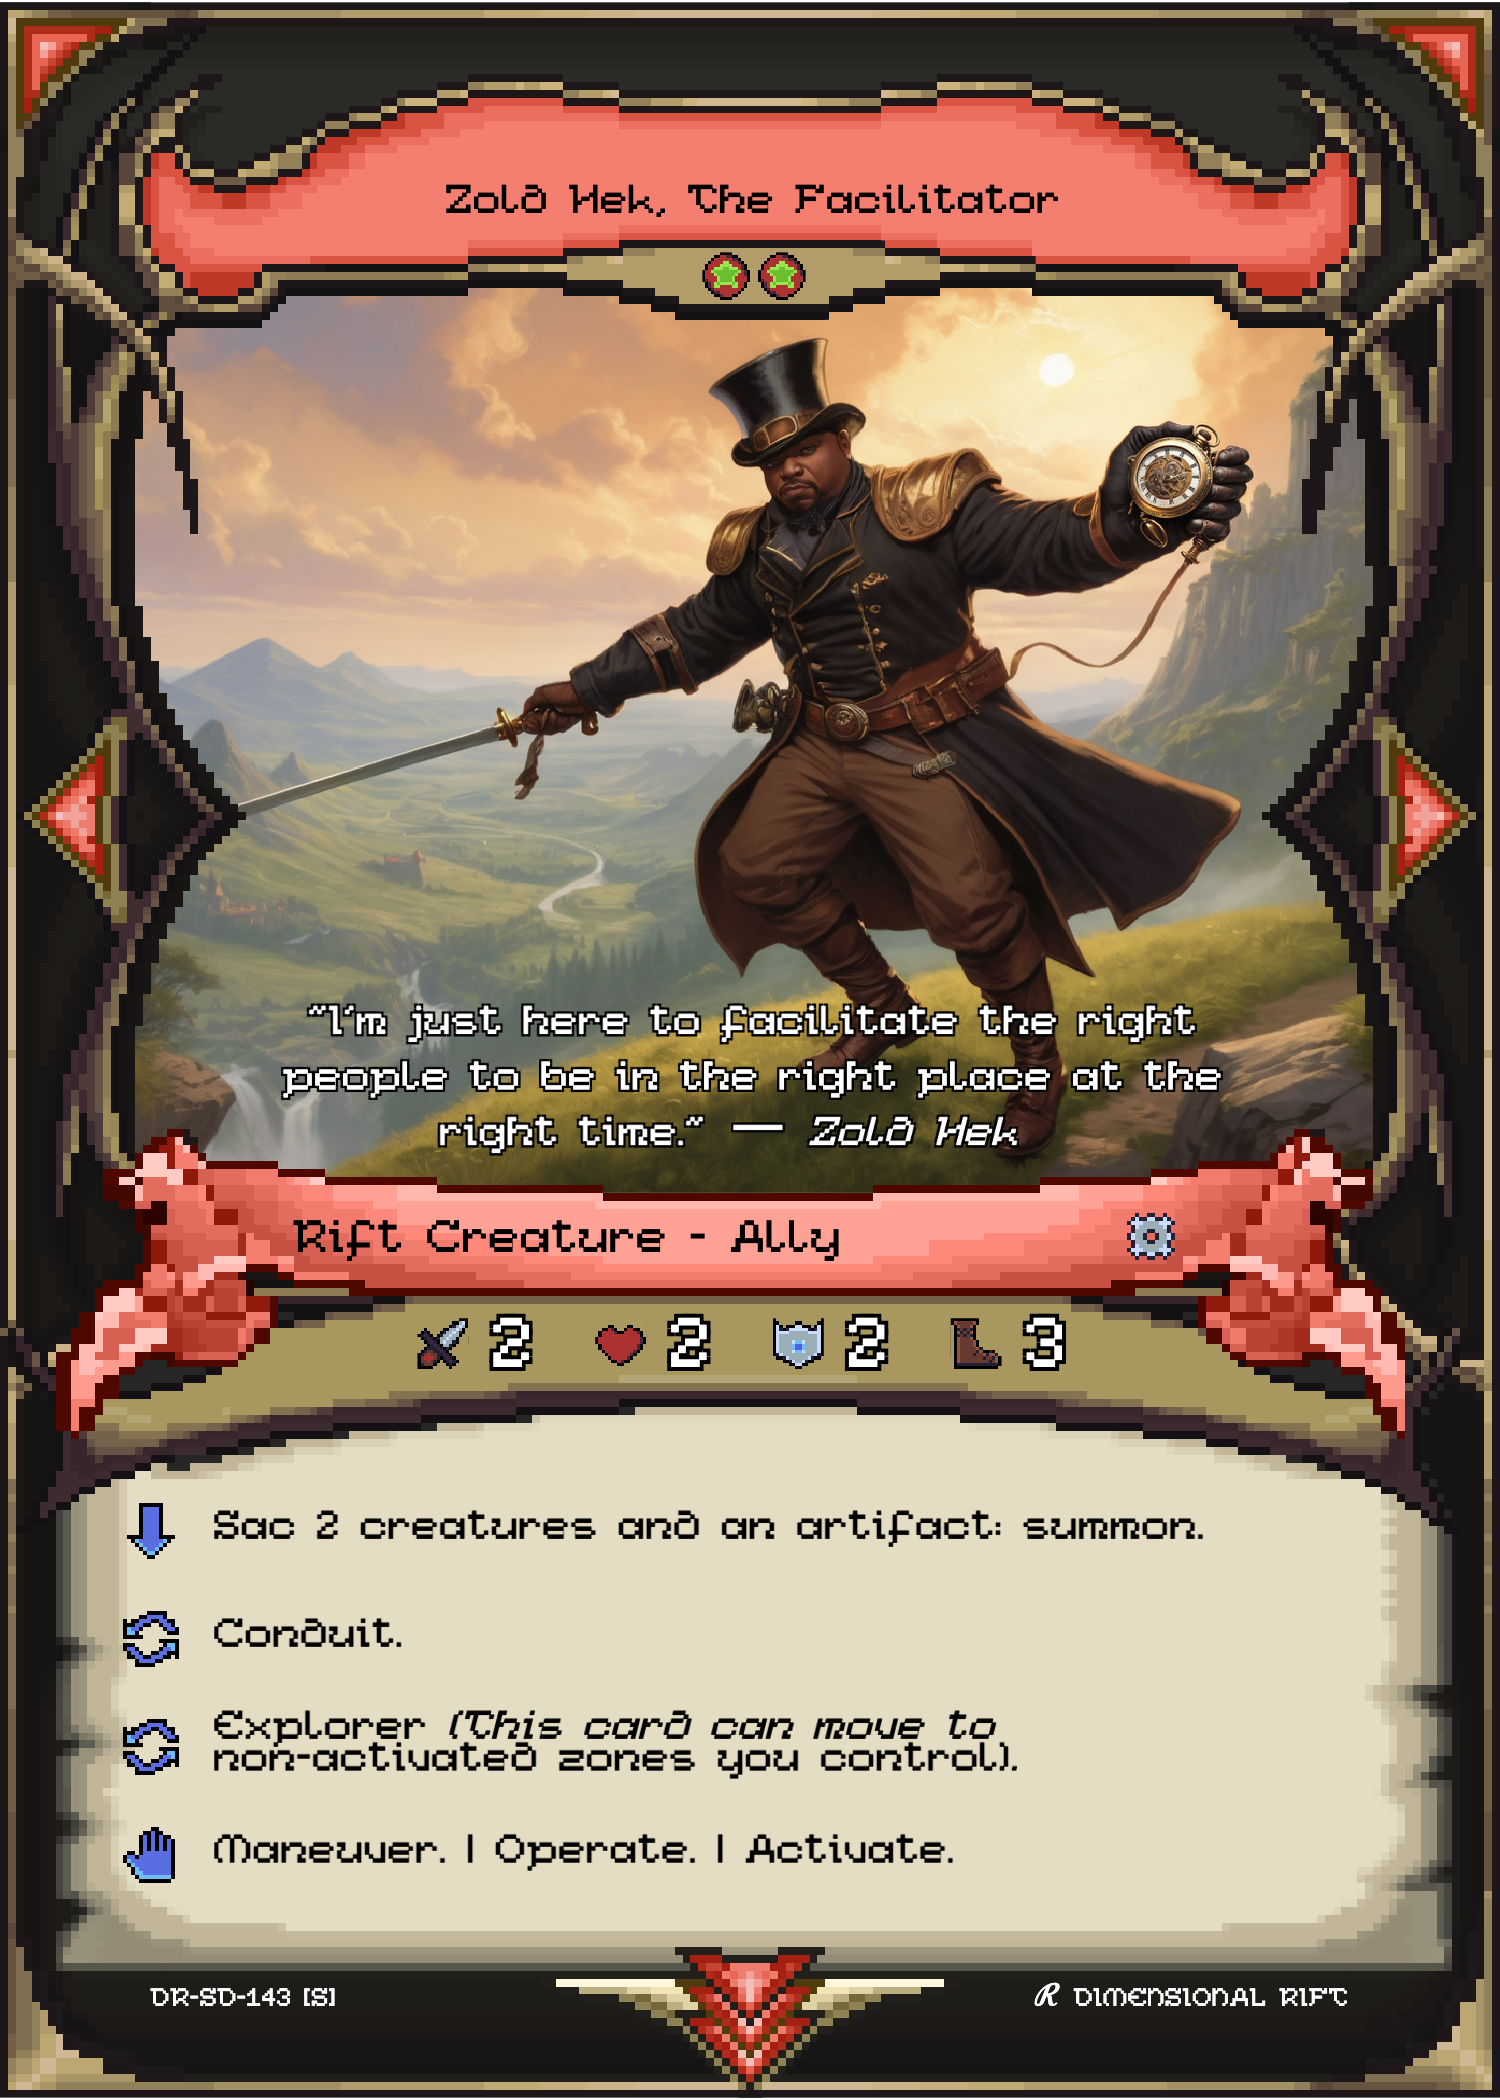 Zold Hek, The Facilitator
"I'm just here to facilitate the right
people to be in the right place at the
right time." — Zold Hek
Rift Creature - Ally
2 2 2 3
Sac 2 creatures and an artifact: summon.
Conduit.
Explorer (This card can move to
non-activated zones you control).
Maneuver. | Operate. | Activate.
DR-SD-143 [S]
R DIMENSIONAL RIFT